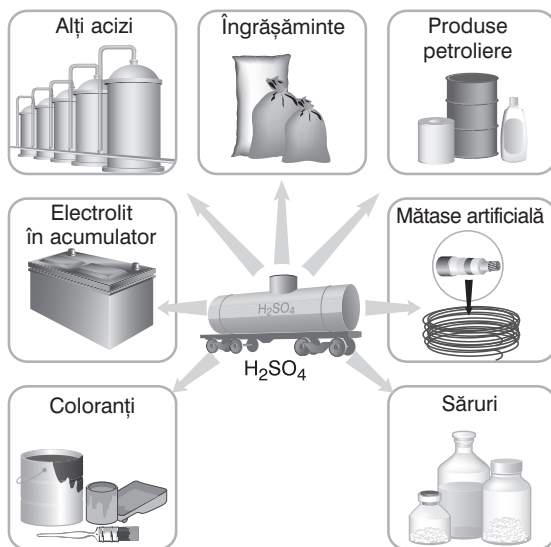 Alți acizi
Îngrășăminte
Produse
petroliere
Electrolit
în acumulator
Mătase artificială
H₂SO₄
H₂SO₄
Coloranți
Săruri